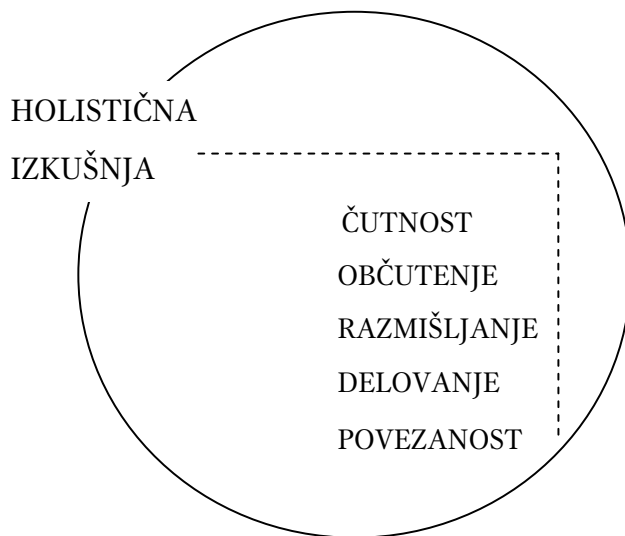 HOLISTIČNA
IZKUŠNJA
ČUTNOST
OBČUTENJE
RAZMIŠLJANJE
DELOVANJE
POVEZANOST